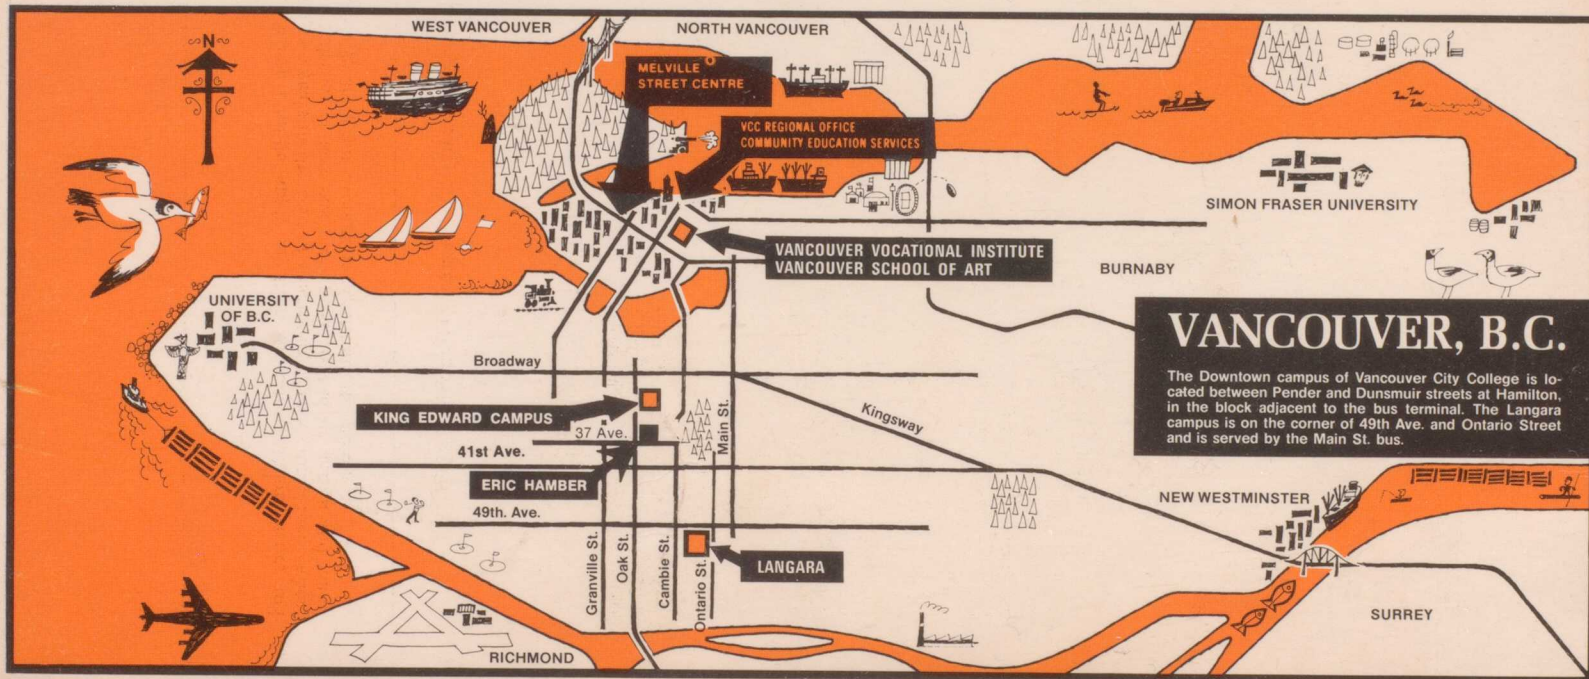 WEST VANCOUVER
NORTH VANCOUVER
N
MELVILLE
STREET CENTRE
VCC REGIONAL OFFICE
COMMUNITY EDUCATION SERVICES
SIMON FRASER UNIVERSITY
VANCOUVER VOCATIONAL INSTITUTE
VANCOUVER SCHOOL OF ART
BURNABY
UNIVERSITY
OF B.C.
VANCOUVER, B.C.
The Downtown campus of Vancouver City College is lo-
cated between Pender and Dunsmuir streets at Hamilton,
in the block adjacent to the bus terminal. The Langara
campus is on the corner of 49th Ave. and Ontario Street
and is served by the Main St. bus.
Broadway
KING EDWARD CAMPUS
Kingsway
Main St.
37 Ave.
41st Ave.
ERIC HAMBER
NEW WESTMINSTER
49th. Ave.
Granville St.
Oak St.
Cambie St.
Ontario St.
LANGARA
SURREY
RICHMOND